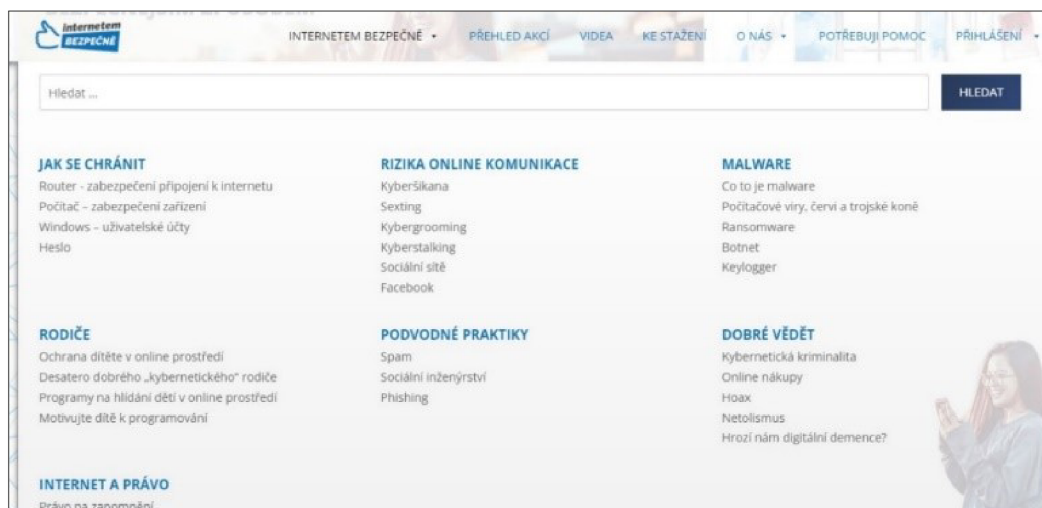 internetem
BEZPEČNĚ
INTERNETEM BEZPEČNĚ PŘEHLED AKCÍ VIDEA KE STAŽENÍ O NÁS POTŘEBUJI POMOC PŘIHLÁŠENÍ
Hledat ...
HLEDAT
JAK SE CHRÁNIT
Router - zabezpečení připojení k internetu
Počítač – zabezpečení zařízení
Windows – uživatelské účty
Heslo
RIZIKA ONLINE KOMUNIKACE
Kyberšikana
Sexting
Kybergrooming
Kyberstalking
Sociální sítě
Facebook
MALWARE
Co to je malware
Počítačové viry, červi a trojské koně
Ransomware
Botnet
Keylogger
RODIČE
Ochrana dítěte v online prostředí
Desatero dobrého „kybernetického“ rodiče
Programy na hlídání dětí v online prostředí
Motivujte dítě k programování
PODVODNÉ PRAKTIKY
Spam
Sociální inženýrství
Phishing
DOBRÉ VĚDĚT
Kybernetická kriminalita
Online nákupy
Hoax
Netolismus
Hrozí nám digitální demence?
INTERNET A PRÁVO
Právo na zapomnění